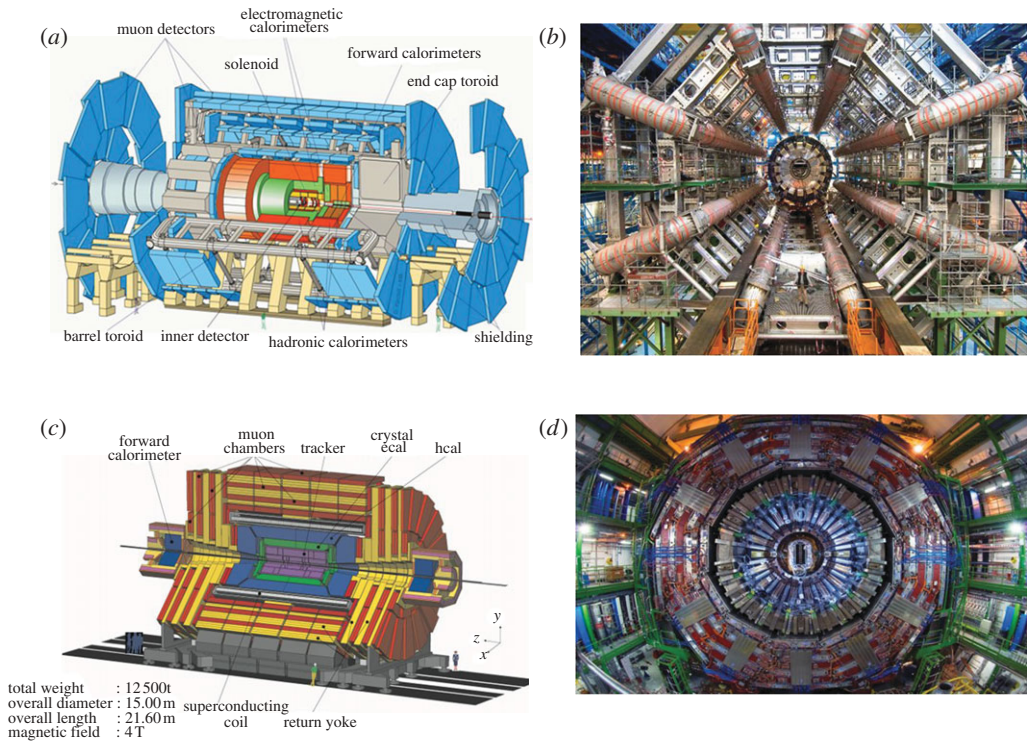 (a)
muon detectors
electromagnetic
calorimeters
solenoid
forward calorimeters
end cap toroid
barrel toroid
inner detector
hadronic calorimeters
shielding
(b)
(c)
forward
calorimeter
muon
chambers
tracker
crystal
ecal
hcal
y
z
x
total weight : 12500t
overall diameter : 15.00 m
overall length : 21.60 m
magnetic field : 4 T
superconducting
coil
return yoke
(d)